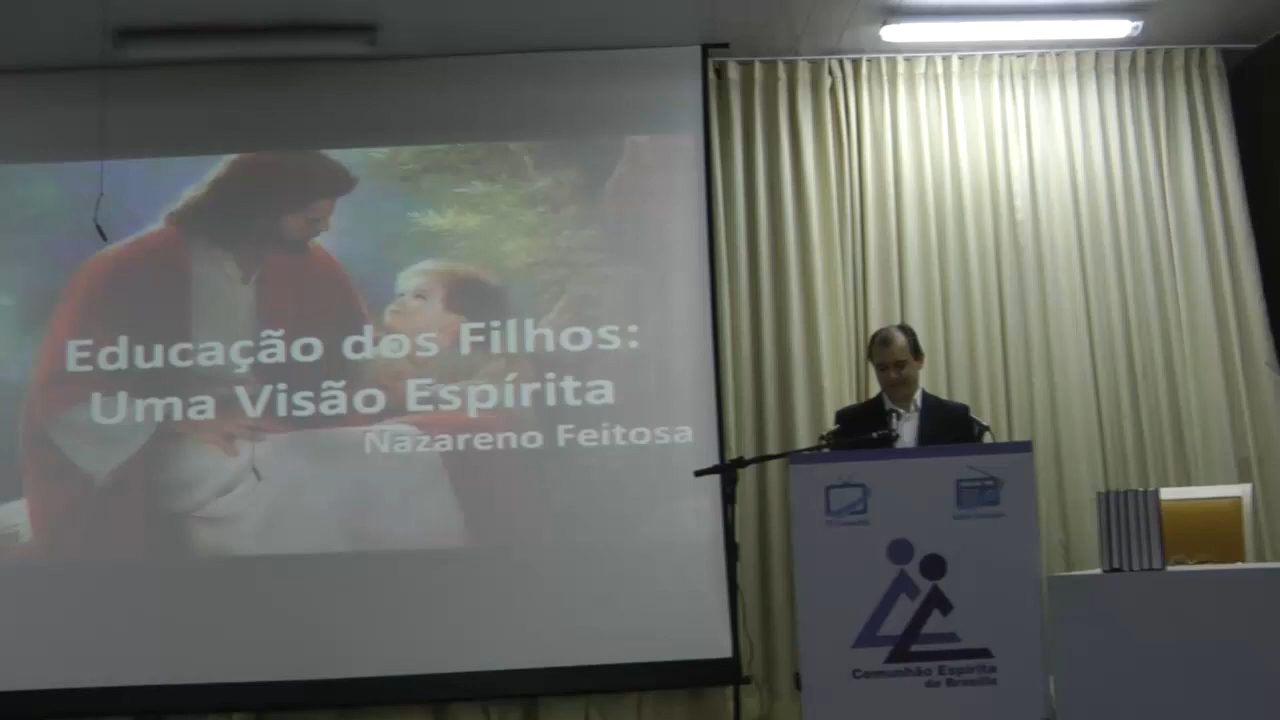 Educação dos Filhos:
Uma Visão Espírita
Nazareno Feitosa
Comunhão Espírita
de Brasília